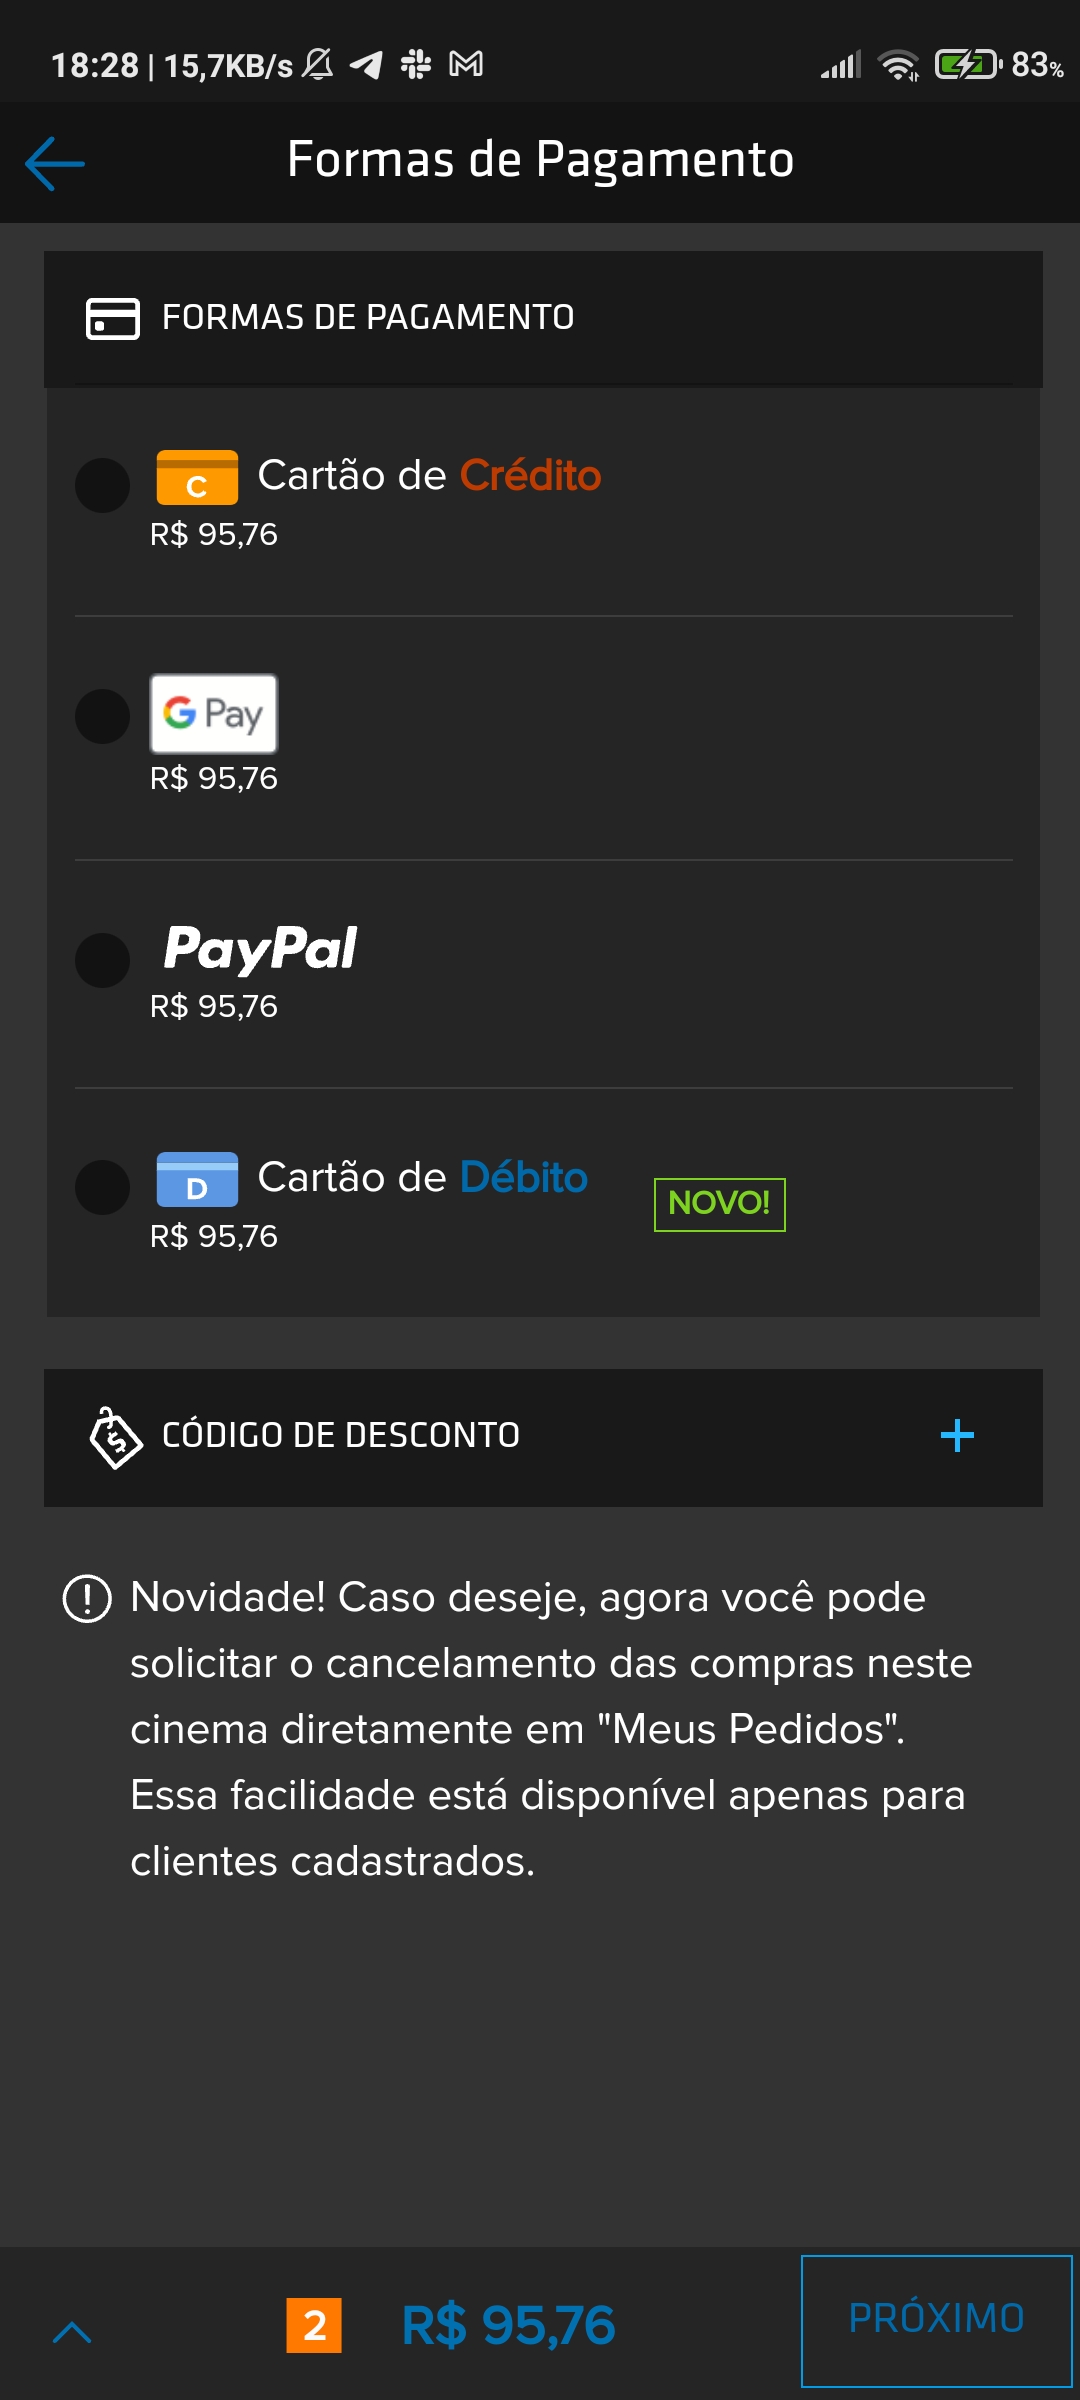 18:28 | 15,7KB/s 83%
Formas de Pagamento
FORMAS DE PAGAMENTO
C Cartão de Crédito
R$ 95,76
G Pay
R$ 95,76
PayPal
R$ 95,76
D Cartão de Débito NOVO!
R$ 95,76
CÓDIGO DE DESCONTO +
Novidade! Caso deseje, agora você pode
solicitar o cancelamento das compras neste
cinema diretamente em "Meus Pedidos".
Essa facilidade está disponível apenas para
clientes cadastrados.
2 R$ 95,76 PRÓXIMO